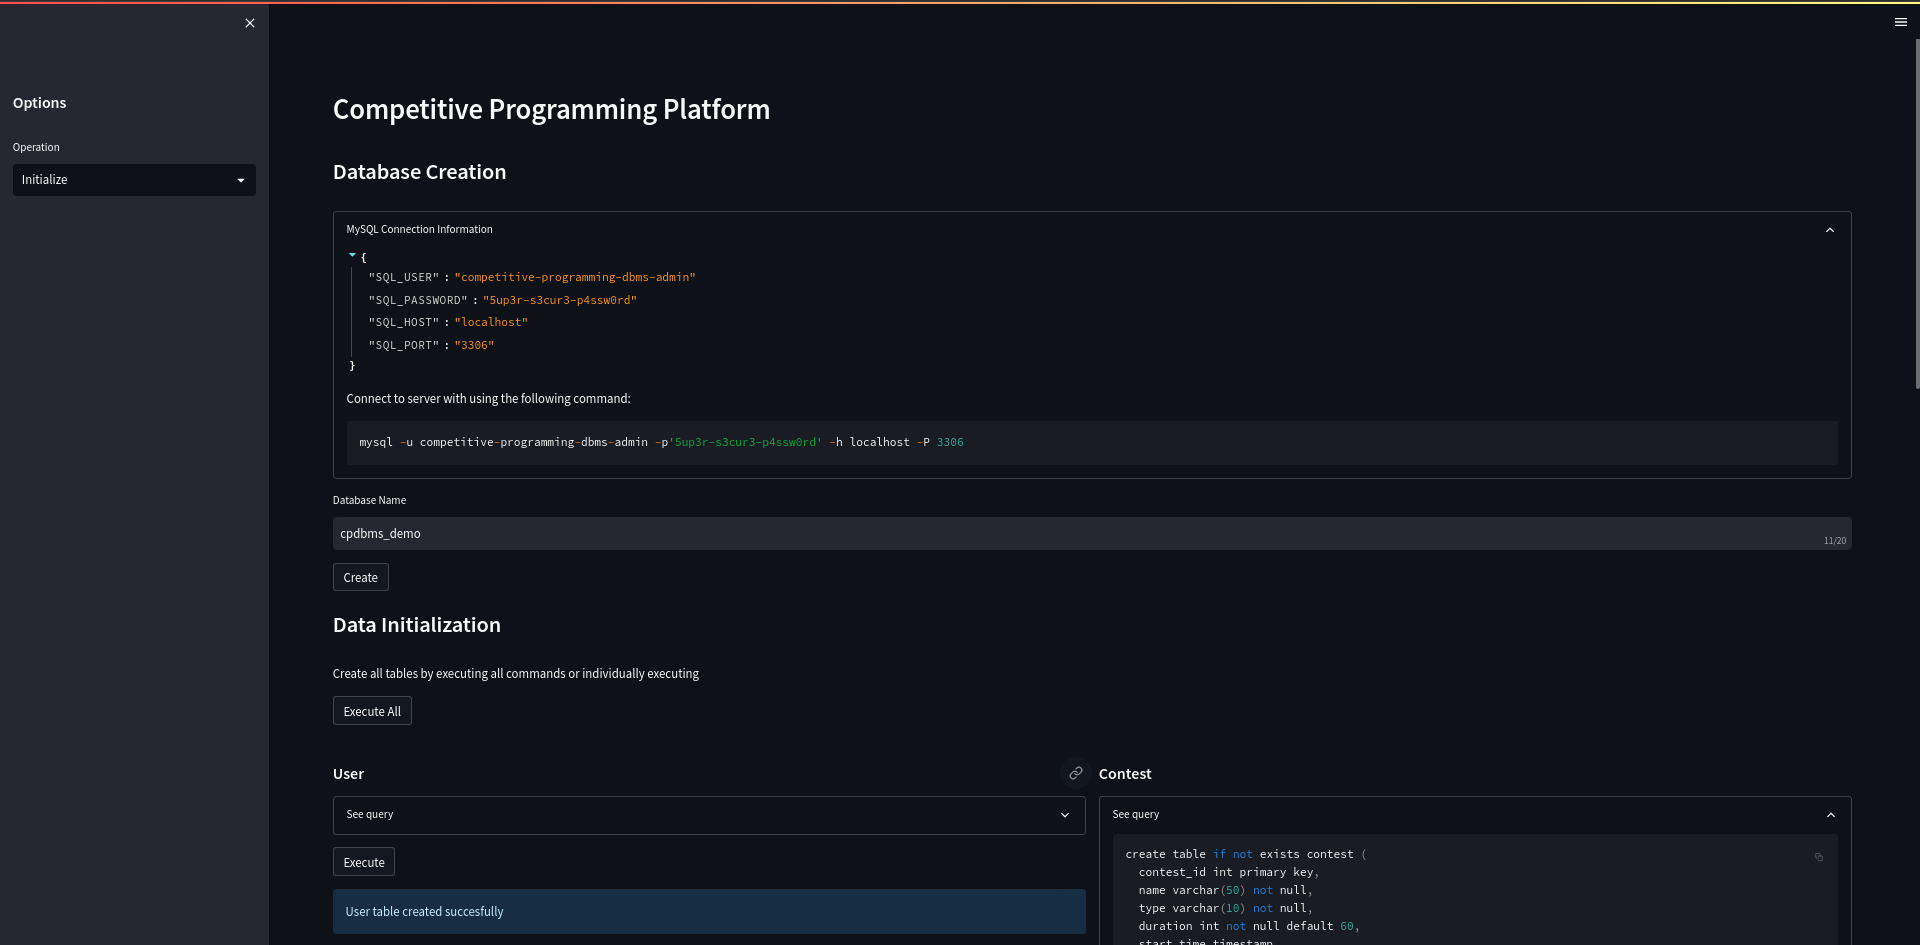 Options
Operation
Initialize
Competitive Programming Platform
Database Creation
MySQL Connection Information
{
"SQL_USER" : "competitive-programming-dbms-admin"
"SQL_PASSWORD" : "5up3r-s3cur3-p4ssw0rd"
"SQL_HOST" : "localhost"
"SQL_PORT" : "3306"
}
Connect to server with using the following command:
mysql -u competitive-programming-dbms-admin -p'5up3r-s3cur3-p4ssw0rd' -h localhost -P 3306
Database Name
cpdbms_demo
11/20
Create
Data Initialization
Create all tables by executing all commands or individually executing
Execute All
User
See query
Execute
User table created succesfully
Contest
See query
create table if not exists contest (
contest_id int primary key,
name varchar(50) not null,
type varchar(10) not null,
duration int not null default 60,
start_time timestamp